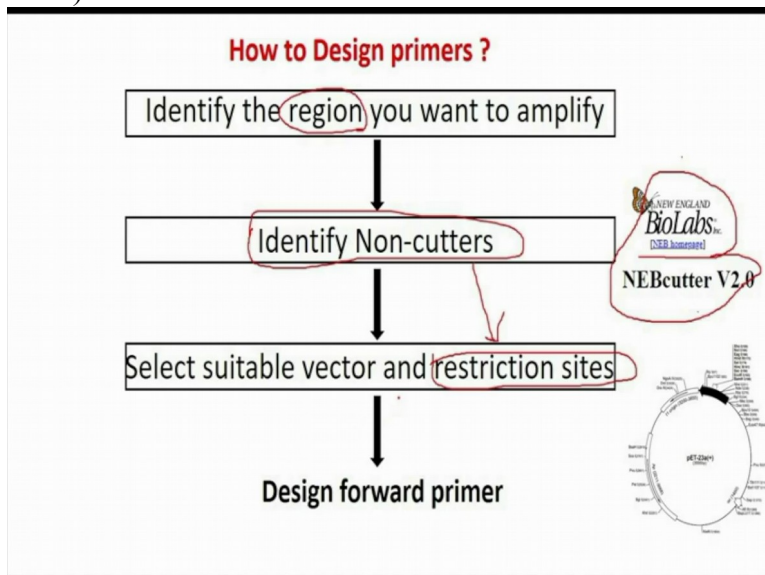 How to Design primers ?
Identify the region you want to amplify
Identify Non-cutters
NEW ENGLAND
BioLabs Inc.
[NEB homepage]
NEBcutter V2.0
Select suitable vector and restriction sites
pET-23a(+)
Design forward primer